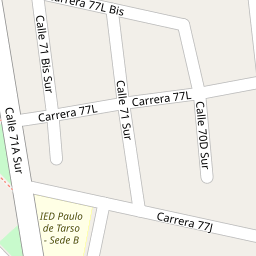 Carrera 77L Bis
Calle 71 Bis Sur
Carrera 77L
Calle 71 Sur
Carrera 77L
Calle 70D Sur
Calle 71A Sur
IED Paulo
de Tarso
- Sede B
Carrera 77J